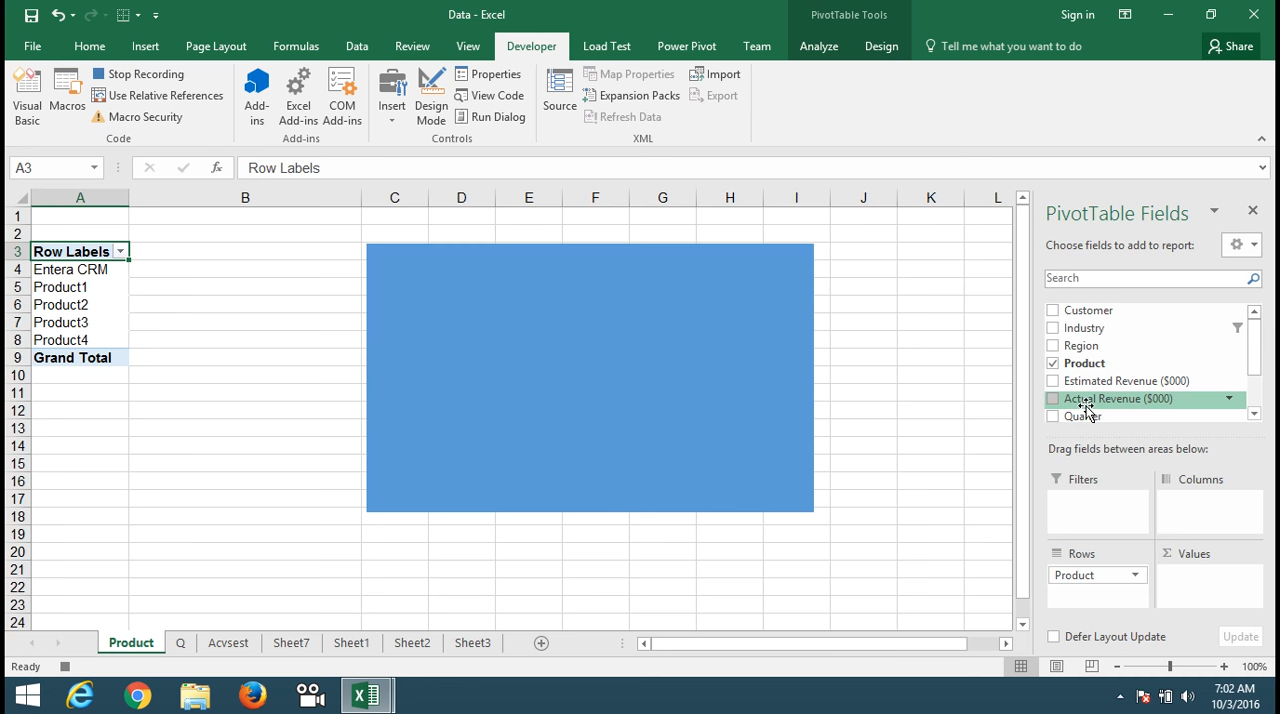 Data - Excel
PivotTable Tools
Sign in
File
Home
Insert
Page Layout
Formulas
Data
Review
View
Developer
Load Test
Power Pivot
Team
Analyze
Design
Tell me what you want to do
Share
Visual Basic
Macros
Stop Recording
Use Relative References
Macro Security
Code
Add-ins
Excel Add-ins
COM Add-ins
Add-ins
Insert
Design Mode
Properties
View Code
Run Dialog
Controls
Source
Map Properties
Expansion Packs
Refresh Data
Import
Export
XML
A3
fx
Row Labels
A B C D E F G H I J K L
1
2
3 Row Labels
4 Entera CRM
5 Product1
6 Product2
7 Product3
8 Product4
9 Grand Total
10
11
12
13
14
15
16
17
18
19
20
21
22
23
24
PivotTable Fields
Choose fields to add to report:
Search
Customer
Industry
Region
Product
Estimated Revenue ($000)
Actual Revenue ($000)
Quarter
Drag fields between areas below:
Filters
Columns
Rows
Σ Values
Product
Defer Layout Update
Update
Product
Q
Acvsest
Sheet7
Sheet1
Sheet2
Sheet3
Ready
100%
7:02 AM
10/3/2016